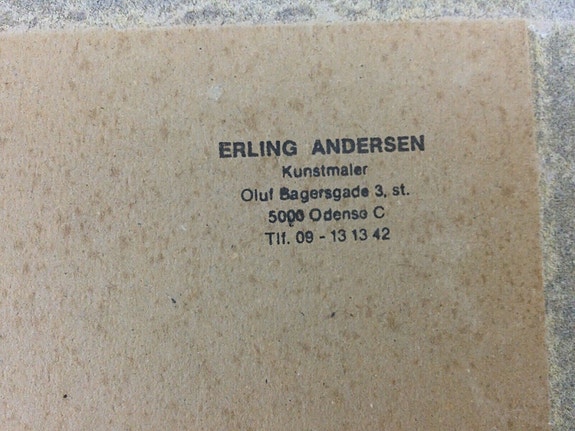 ERLING ANDERSEN
Kunstmaler
Oluf Bagersgade 3, st.
5000 Odense C
Tlf. 09 - 13 13 42